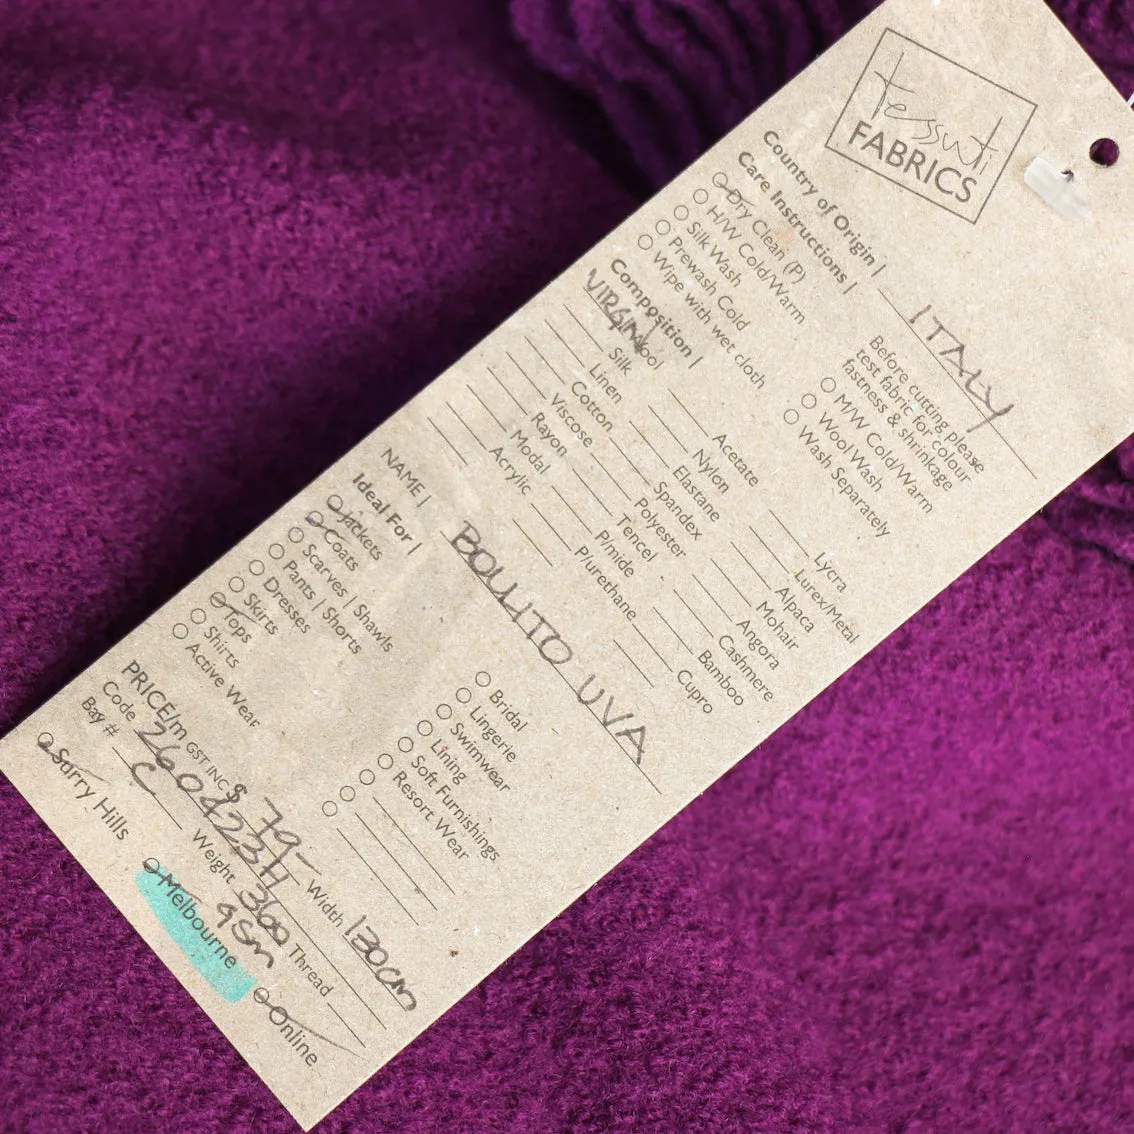 tessuti
FABRICS
Country of Origin | ITALY
Care Instructions |
Dry Clean (P)
H/W Cold/Warm
Silk Wash
Prewash Cold
Wipe with wet cloth
Before cutting please
test fabric for colour
fastness & shrinkage
M/W Cold/Warm
Wool Wash
Wash Separately
Composition |
VIRGIN Wool
Silk
Linen
Cotton
Viscose
Rayon
Modal
Acrylic
Acetate
Nylon
Elastane
Spandex
Polyester
Tencel
P/mide
P/urethane
Lycra
Lurex/Metal
Alpaca
Mohair
Angora
Cashmere
Bamboo
Cupro
NAME | BOLLITO UVA
Ideal For |
Jackets
Coats
Scarves | Shawls
Pants | Shorts
Dresses
Skirts
Tops
Shirts
Active Wear
Bridal
Lingerie
Swimwear
Lining
Soft Furnishings
Resort Wear
PRICE/m GST INC $ 79- Width 130cm
Code 260423H
Bay # C Weight 360 gsm Thread
Surry Hills
Melbourne
Online